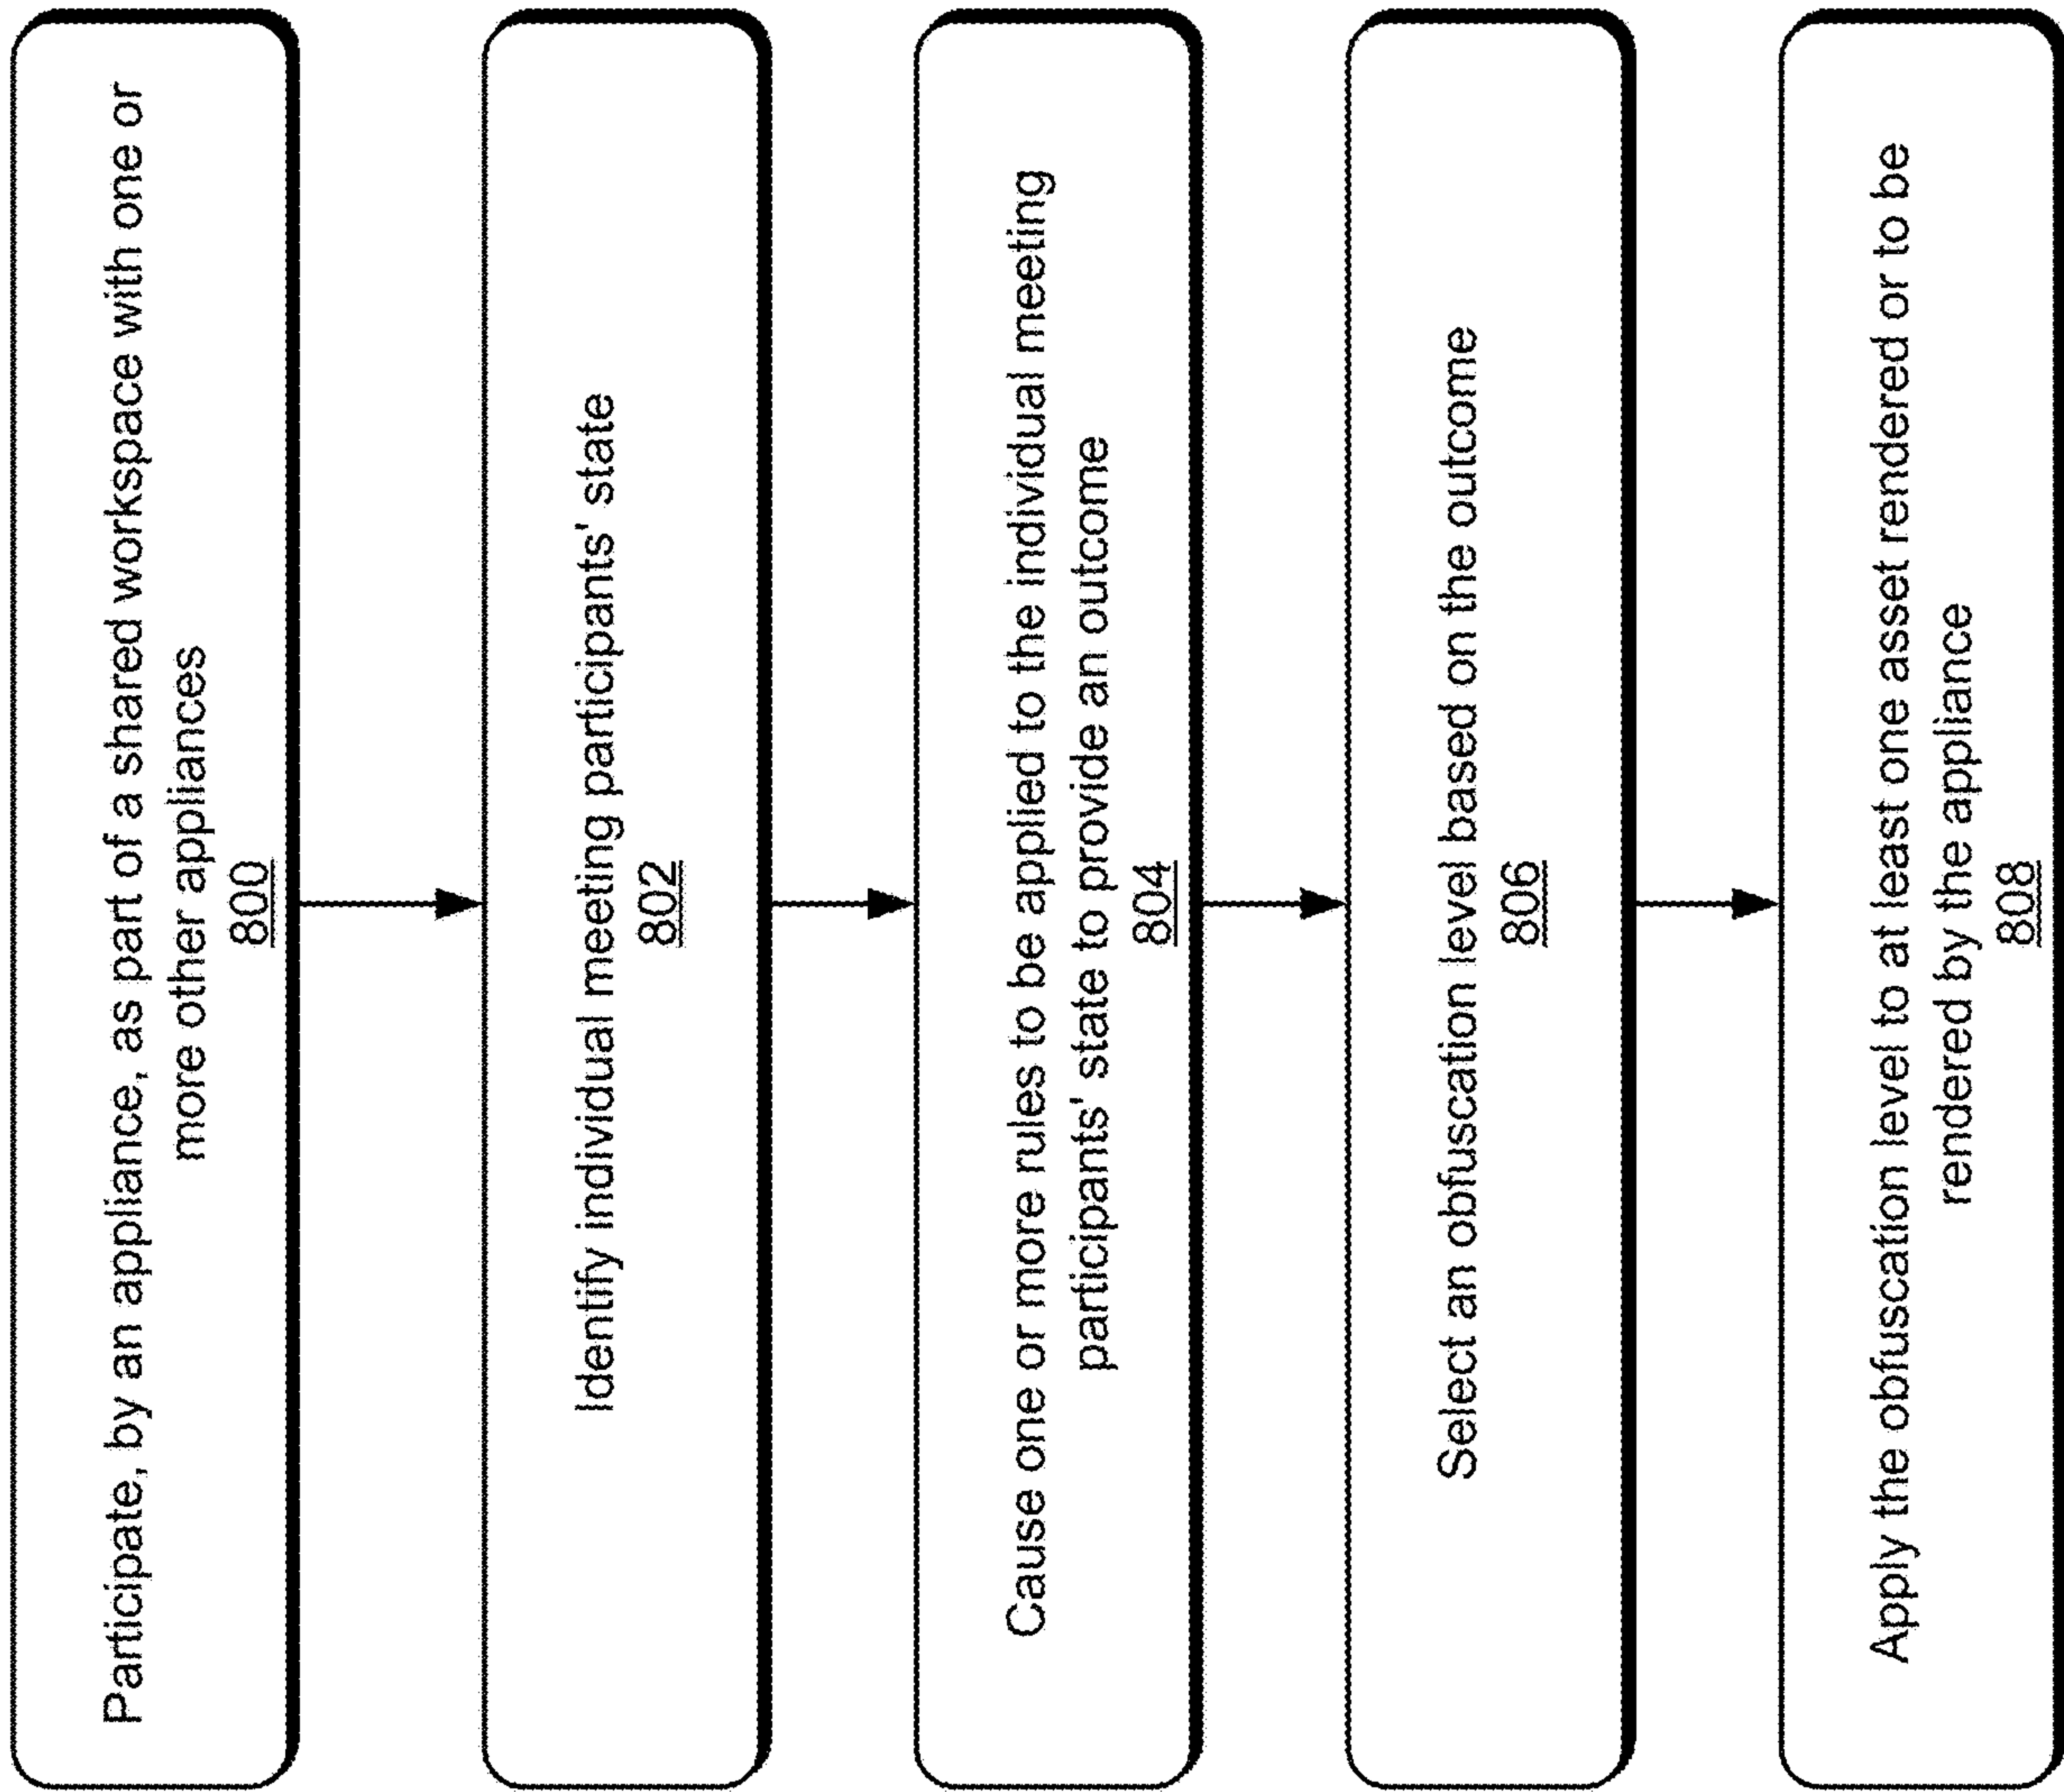 Participate, by an appliance, as part of a shared workspace with one or
more other appliances
800
Identify individual meeting participants' state
802
Cause one or more rules to be applied to the individual meeting
participants' state to provide an outcome
804
Select an obfuscation level based on the outcome
806
Apply the obfuscation level to at least one asset rendered or to be
rendered by the appliance
808